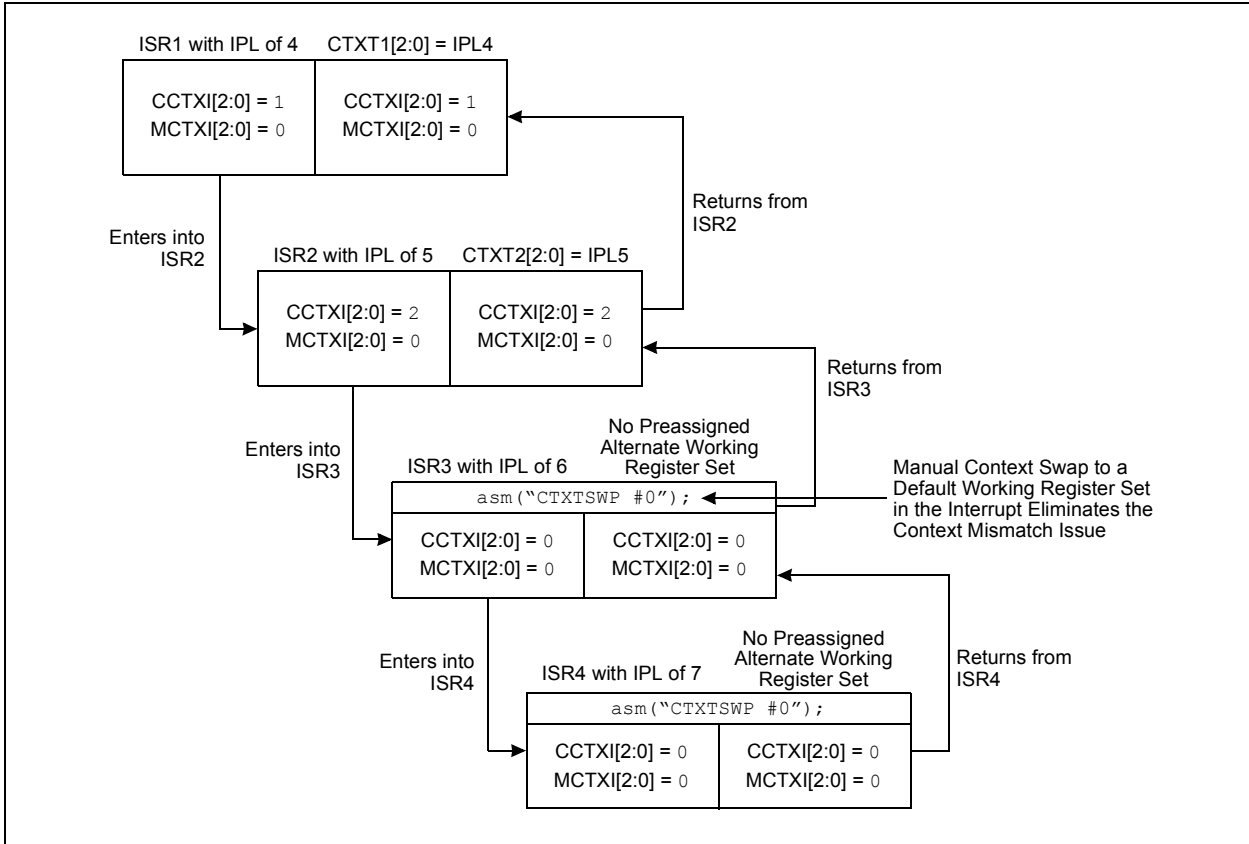 ISR1 with IPL of 4
CTXT1[2:0] = IPL4
CCTXI[2:0] = 1
MCTXI[2:0] = 0
CCTXI[2:0] = 1
MCTXI[2:0] = 0
Enters into
ISR2
Returns from
ISR2
ISR2 with IPL of 5
CTXT2[2:0] = IPL5
CCTXI[2:0] = 2
MCTXI[2:0] = 0
CCTXI[2:0] = 2
MCTXI[2:0] = 0
Enters into
ISR3
Returns from
ISR3
ISR3 with IPL of 6
No Preassigned
Alternate Working
Register Set
asm(“CTXTSWP #0”);
Manual Context Swap to a
Default Working Register Set
in the Interrupt Eliminates the
Context Mismatch Issue
CCTXI[2:0] = 0
MCTXI[2:0] = 0
CCTXI[2:0] = 0
MCTXI[2:0] = 0
Enters into
ISR4
Returns from
ISR4
ISR4 with IPL of 7
No Preassigned
Alternate Working
Register Set
asm(“CTXTSWP #0”);
CCTXI[2:0] = 0
MCTXI[2:0] = 0
CCTXI[2:0] = 0
MCTXI[2:0] = 0